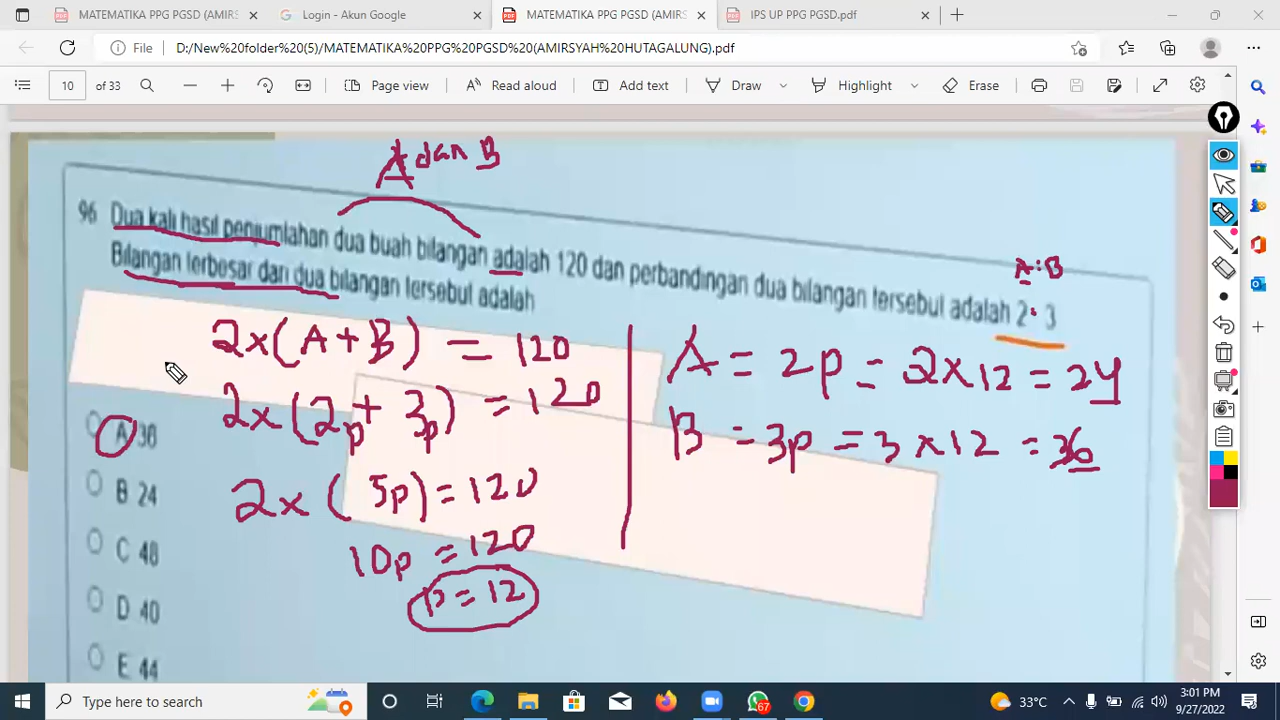 MATEMATIKA PPG PGSD (AMIRS
Login - Akun Google
MATEMATIKA PPG PGSD (AMIRS
IPS UP PPG PGSD.pdf
File
D:/New%20folder%20(5)/MATEMATIKA%20PPG%20PGSD%20(AMIRSYAH%20HUTAGALUNG).pdf
10 of 33
Page view
Read aloud
Add text
Draw
Highlight
Erase
A dan B
96 Dua kali hasil penjumlahan dua buah bilangan adalah 120 dan perbandingan dua bilangan tersebut adalah 2 : 3
A : B
Bilangan terbesar dari dua bilangan tersebut adalah
2x(A+B) = 120
2x(2p + 3p) = 120
2x (5p) = 120
10p = 120
p = 12
A = 2p = 2x12 = 24
B = 3p = 3x12 = 36
A 36
B 24
C 48
D 40
E 44
Type here to search
67
33°C
3:01 PM
9/27/2022